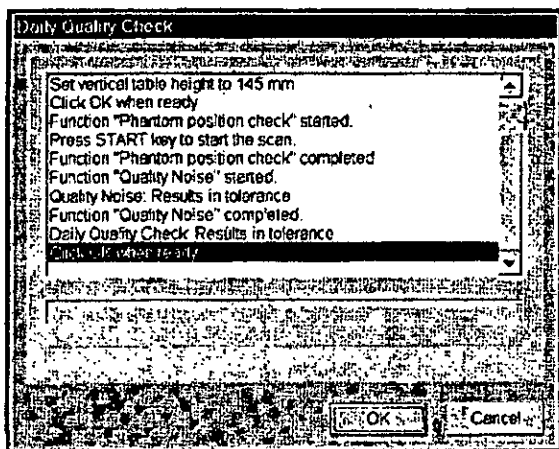 Daily Quality Check
Set vertical table height to 145 mm
Click OK when ready
Function "Phantom position check" started.
Press START key to start the scan.
Function "Phantom position check" completed
Function "Quality Noise" started.
Quality Noise: Results in tolerance
Function "Quality Noise" completed.
Daily Quality Check: Results in tolerance
Click OK when ready
OK
Cancel